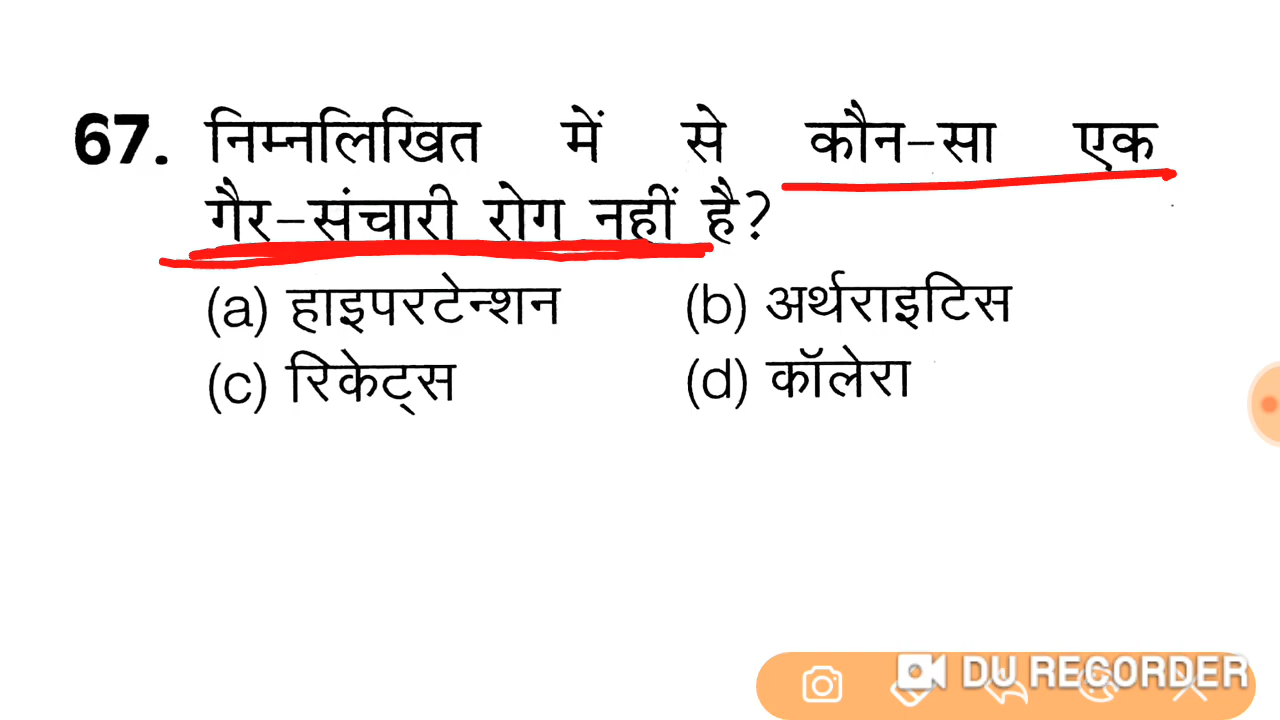 67. निम्नलिखित में से कौन-सा एक
गैर-संचारी रोग नहीं है?
(a) हाइपरटेन्शन (b) अर्थराइटिस
(c) रिकेट्स (d) कॉलेरा
DU RECORDER